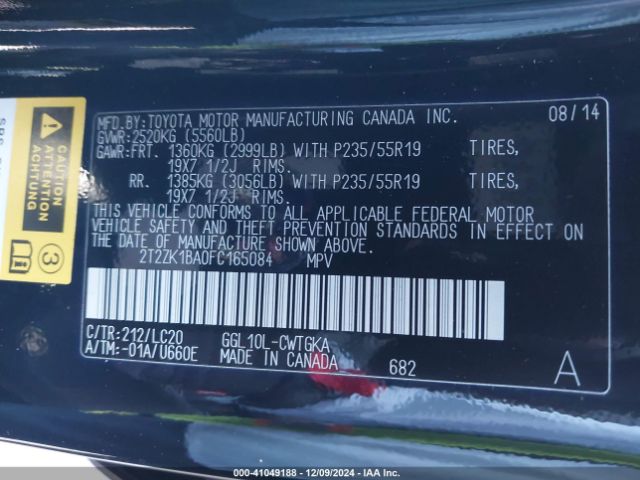 MFD.BY:TOYOTA MOTOR MANUFACTURING CANADA INC. 08/14
GVWR:2520KG (5560LB)
GAWR:FRT. 1360KG (2999LB) WITH P235/55R19 TIRES,
19X7 1/2J RIMS.
RR. 1385KG (3056LB) WITH P235/55R19 TIRES,
19X7 1/2J RIMS.
THIS VEHICLE CONFORMS TO ALL APPLICABLE FEDERAL MOTOR
VEHICLE SAFETY AND THEFT PREVENTION STANDARDS IN EFFECT
ON THE DATE OF MANUFACTURE SHOWN ABOVE.
2T2ZK1BA0FC165084 MPV
C/TR:212/LC20 GGL10L-CWTGKA
A/TM:-01A/U660E MADE IN CANADA 682 A
CAUTION
ATTENTION
ACHTUNG
3
000-41049188 - 12/09/2024 - IAA Inc.